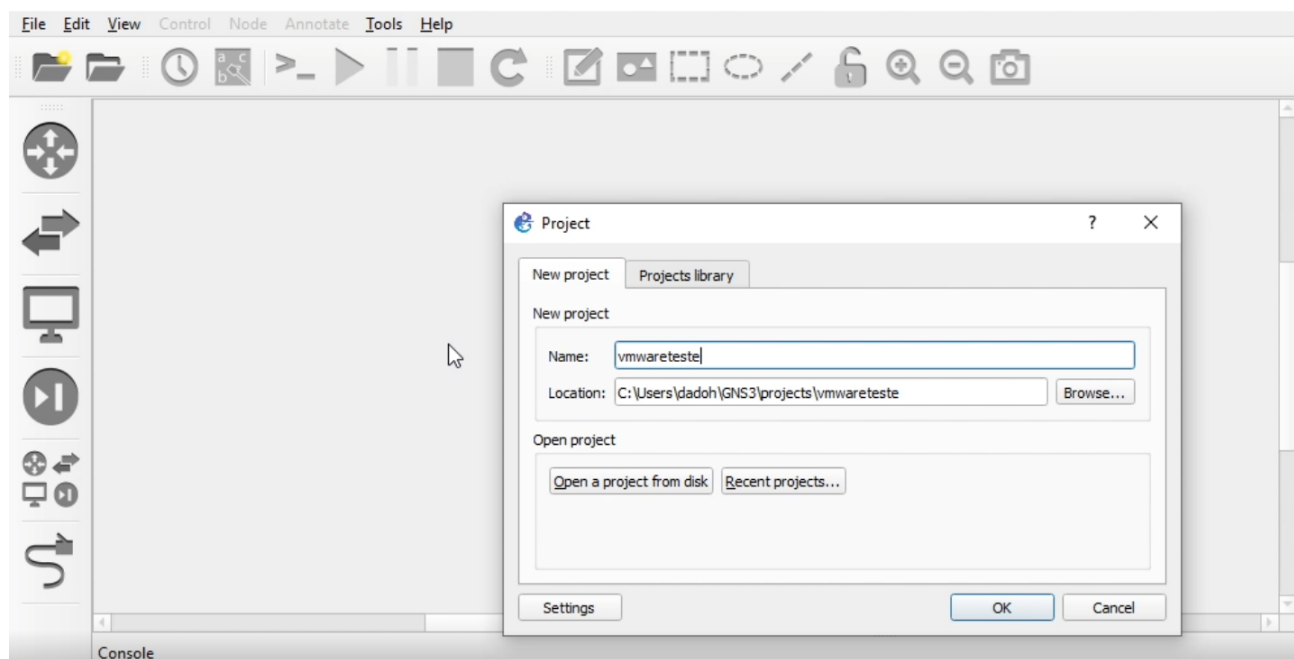 File Edit View Control Node Annotate Tools Help
Project
New project Projects library
New project
Name: vmwareteste
Location: C:\Users\dadoh\GNS3\projects\vmwareteste Browse...
Open project
Open a project from disk Recent projects...
Settings OK Cancel
Console